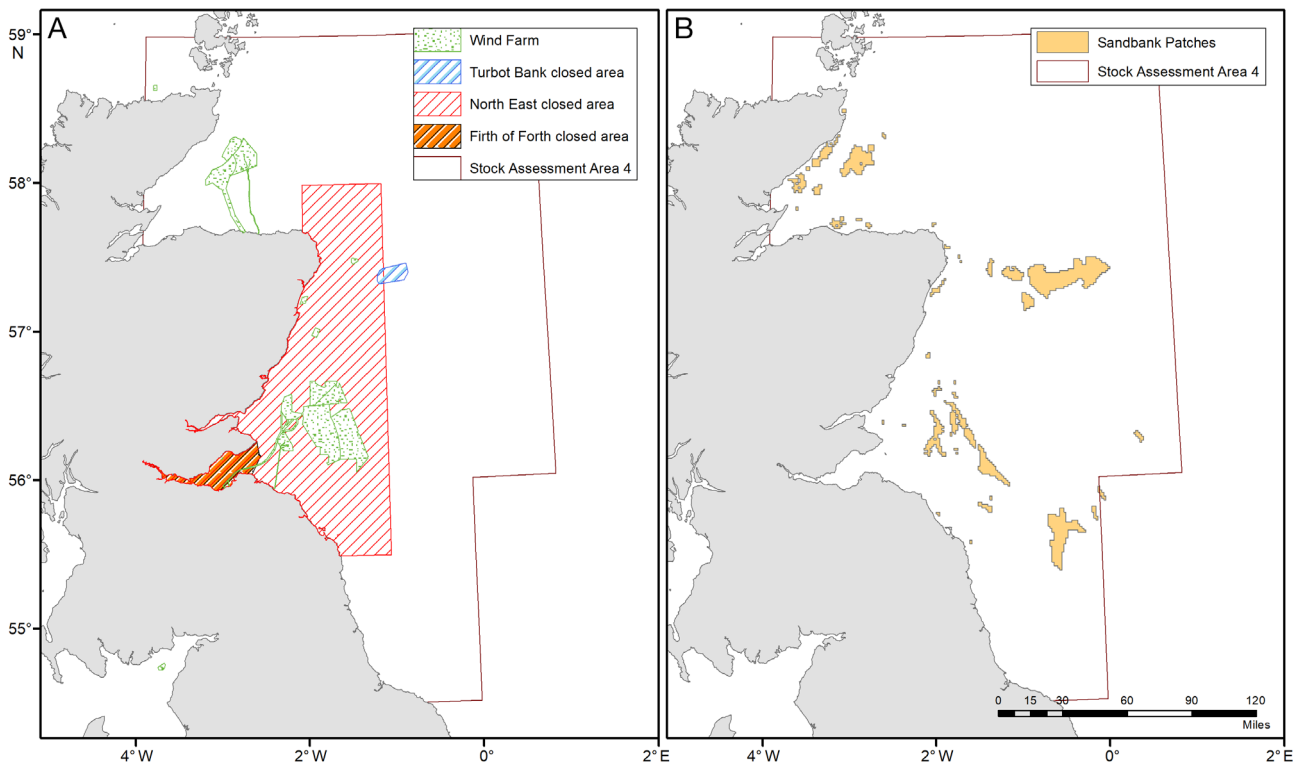 A
59°
N
58°
57°
56°
55°
Wind Farm
Turbot Bank closed area
North East closed area
Firth of Forth closed area
Stock Assessment Area 4
4°W
2°W
0°
2°E
B
Sandbank Patches
Stock Assessment Area 4
0 15 30 60 90 120
Miles
4°W
2°W
0°
2°E